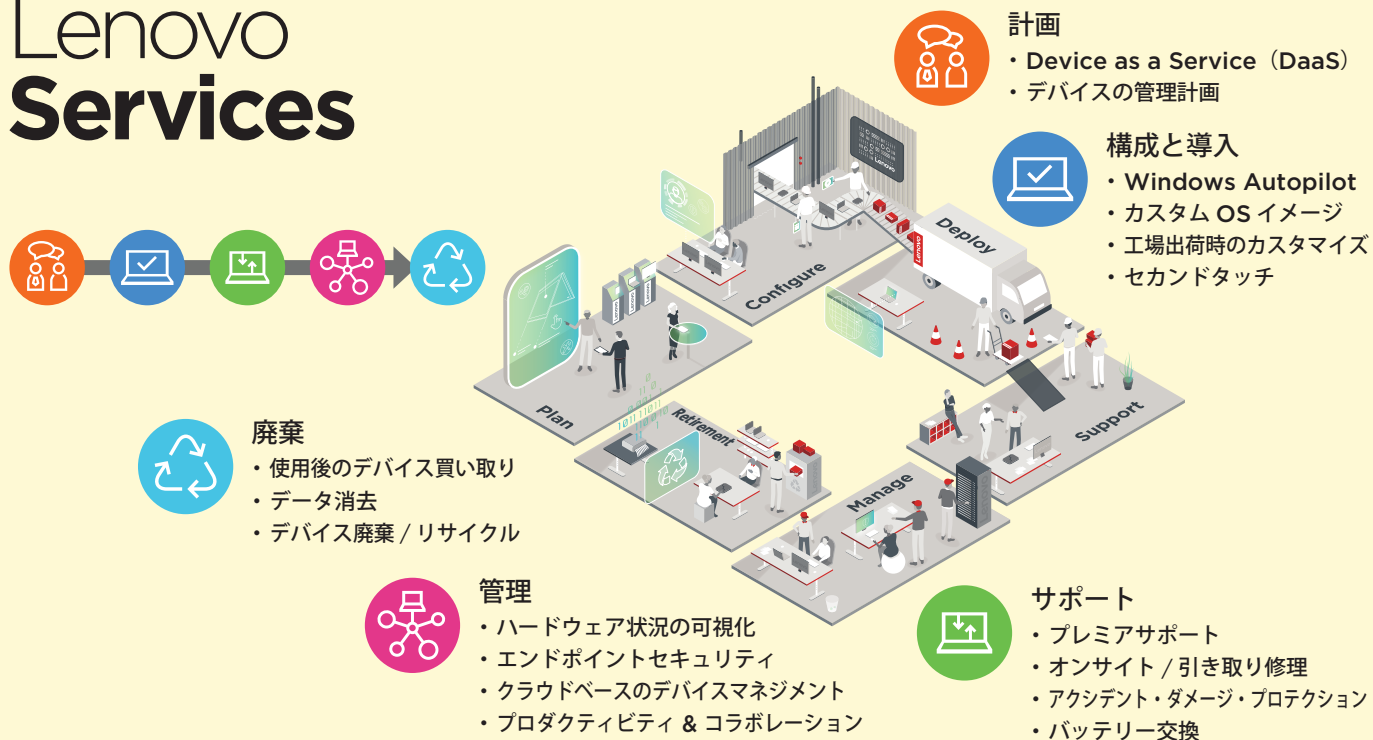 Lenovo
Services
計画
・Device as a Service（DaaS）
・デバイスの管理計画
構成と導入
・Windows Autopilot
・カスタム OS イメージ
・工場出荷時のカスタマイズ
・セカンドタッチ
Lenovo
Configure
Lenovo
Deploy
Lenovo
Lenovo
Lenovo
Plan
Retirement
Manage
Support
廃棄
・使用後のデバイス買い取り
・データ消去
・デバイス廃棄 / リサイクル
管理
・ハードウェア状況の可視化
・エンドポイントセキュリティ
・クラウドベースのデバイスマネジメント
・プロダクティビティ & コラボレーション
サポート
・プレミアサポート
・オンサイト / 引き取り修理
・アクシデント・ダメージ・プロテクション
・バッテリー交換